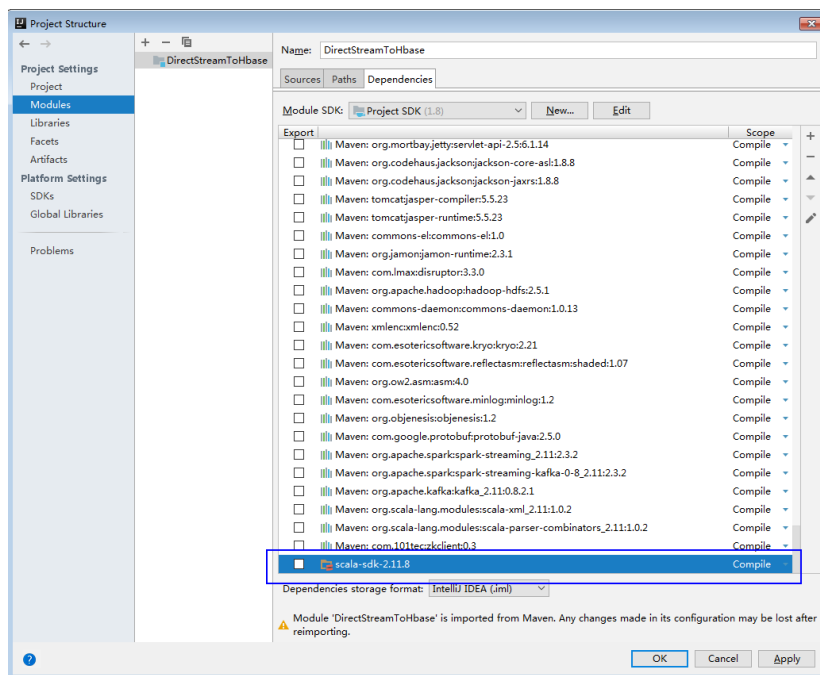 Project Structure
Project Settings
Project
Modules
Libraries
Facets
Artifacts
Platform Settings
SDKs
Global Libraries
Problems
DirectStreamToHbase
Name: DirectStreamToHbase
Sources Paths Dependencies
Module SDK: Project SDK (1.8) New... Edit
Export Scope
Maven: org.mortbay.jetty:servlet-api-2.5:6.1.14 Compile
Maven: org.codehaus.jackson:jackson-core-asl:1.8.8 Compile
Maven: org.codehaus.jackson:jackson-jaxrs:1.8.8 Compile
Maven: tomcat:jasper-compiler:5.5.23 Compile
Maven: tomcat:jasper-runtime:5.5.23 Compile
Maven: commons-el:commons-el:1.0 Compile
Maven: org.jamon:jamon-runtime:2.3.1 Compile
Maven: com.lmax:disruptor:3.3.0 Compile
Maven: org.apache.hadoop:hadoop-hdfs:2.5.1 Compile
Maven: commons-daemon:commons-daemon:1.0.13 Compile
Maven: xmlenc:xmlenc:0.52 Compile
Maven: com.esotericsoftware.kryo:kryo:2.21 Compile
Maven: com.esotericsoftware.reflectasm:reflectasm:shaded:1.07 Compile
Maven: org.ow2.asm:asm:4.0 Compile
Maven: com.esotericsoftware.minlog:minlog:1.2 Compile
Maven: org.objenesis:objenesis:1.2 Compile
Maven: com.google.protobuf:protobuf-java:2.5.0 Compile
Maven: org.apache.spark:spark-streaming_2.11:2.3.2 Compile
Maven: org.apache.spark:spark-streaming-kafka-0-8_2.11:2.3.2 Compile
Maven: org.apache.kafka:kafka_2.11:0.8.2.1 Compile
Maven: org.scala-lang.modules:scala-xml_2.11:1.0.2 Compile
Maven: org.scala-lang.modules:scala-parser-combinators_2.11:1.0.2 Compile
Maven: com.101tec:zkclient:0.3 Compile
scala-sdk-2.11.8 Compile
Dependencies storage format: IntelliJ IDEA (.iml)
Module 'DirectStreamToHbase' is imported from Maven. Any changes made in its configuration may be lost after
reimporting.
OK Cancel Apply